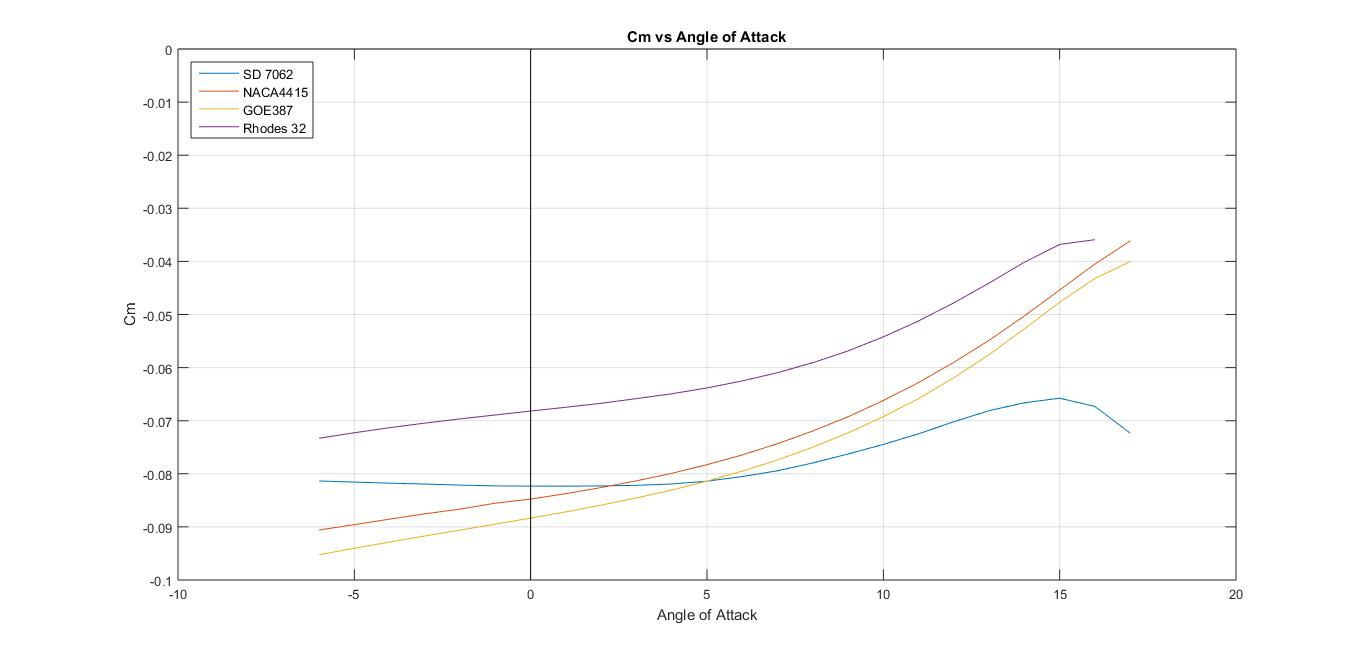 Cm vs Angle of Attack
SD 7062
NACA4415
GOE387
Rhodes 32
0
-0.01
-0.02
-0.03
-0.04
-0.05
-0.06
-0.07
-0.08
-0.09
-0.1
Cm
-10 -5 0 5 10 15 20
Angle of Attack